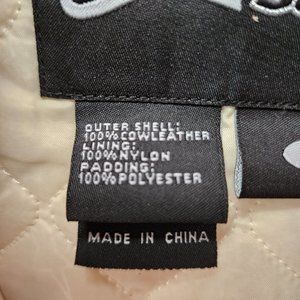 OUTER SHELL:
100%COWLEATHER
LINING:
100%NYLON
PADDING:
100%POLYESTER
MADE IN CHINA